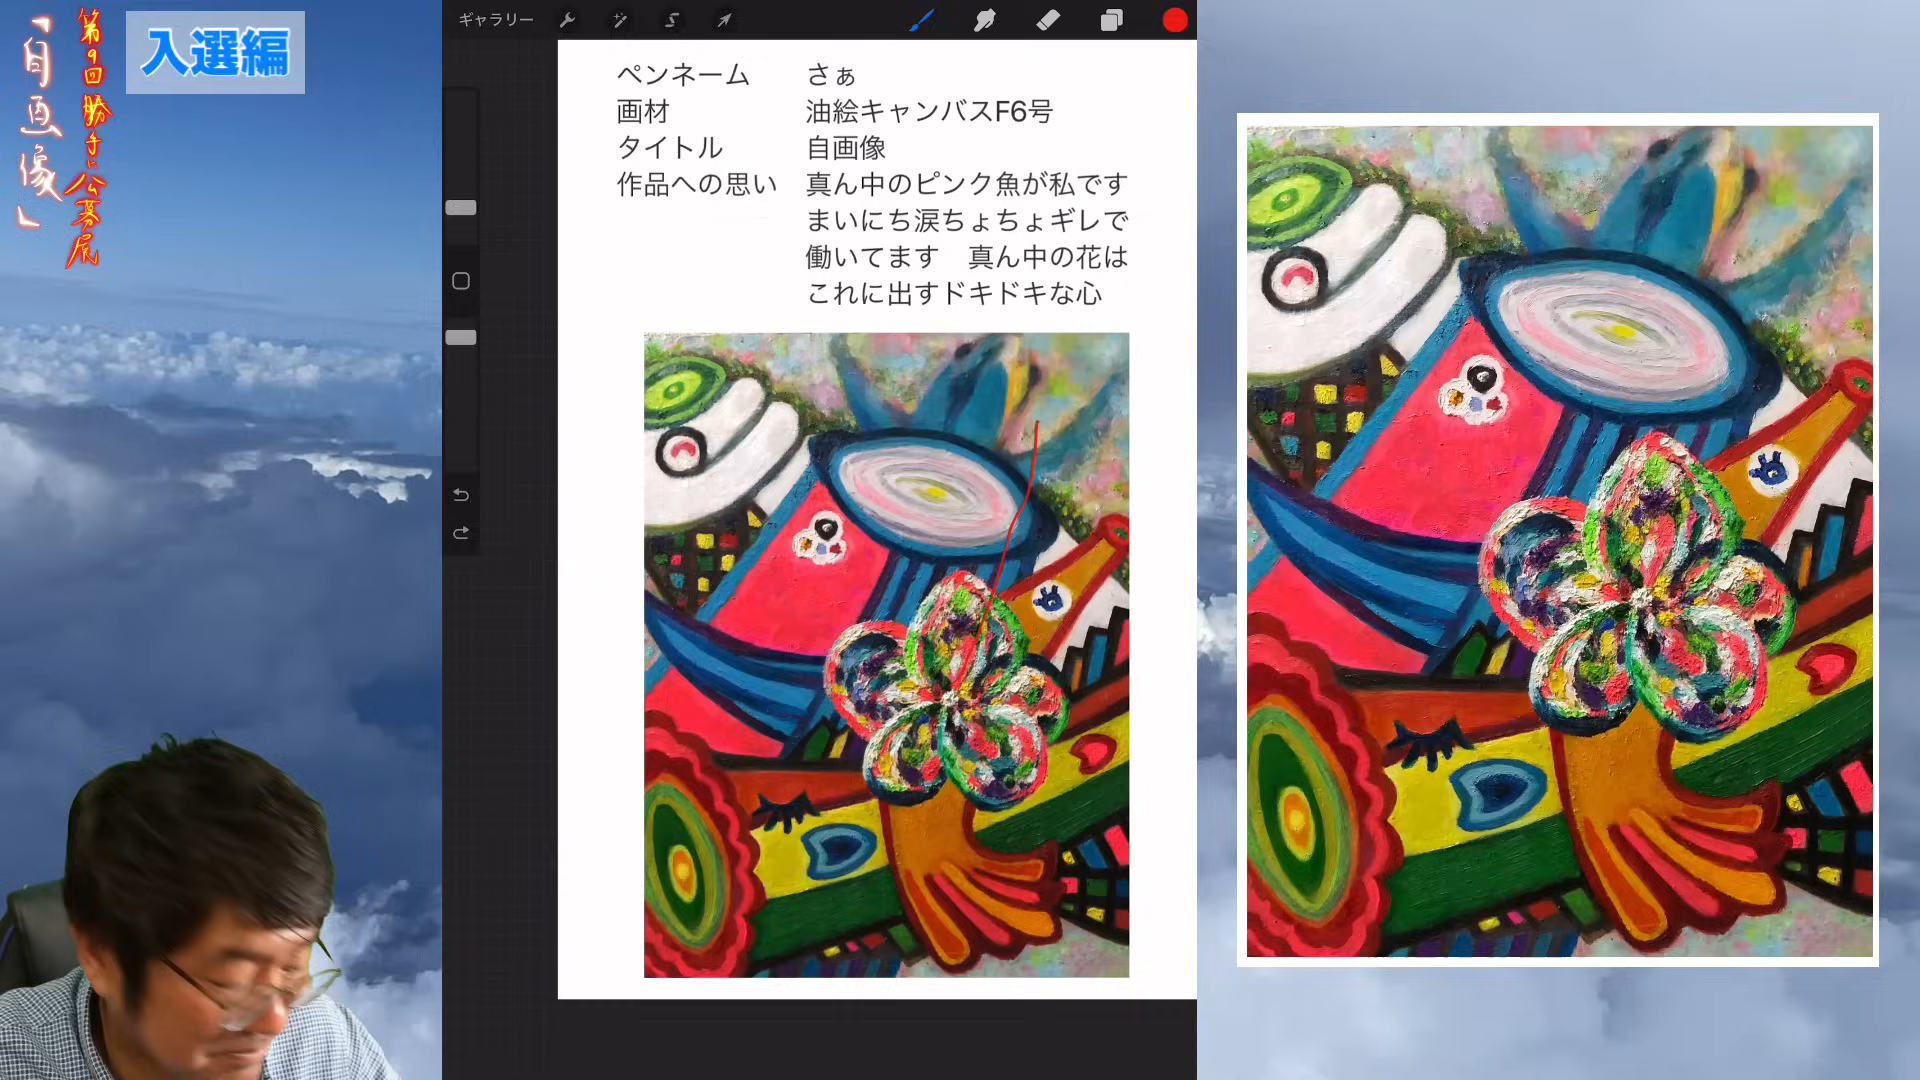 第9回 勝手に公募展
「自画像」
入選編
ギャラリー
ペンネーム さぁ
画材 油絵キャンバスF6号
タイトル 自画像
作品への思い 真ん中のピンク魚が私です
まいにち涙ちょちょギレで
働いてます　真ん中の花は
これに出すドキドキな心